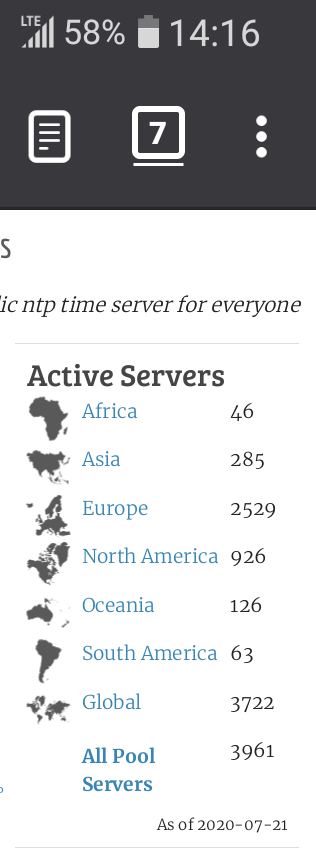 LTE 58% 14:16
7
s
lic ntp time server for everyone
Active Servers
Africa 46
Asia 285
Europe 2529
North America 926
Oceania 126
South America 63
Global 3722
All Pool 3961
Servers
As of 2020-07-21